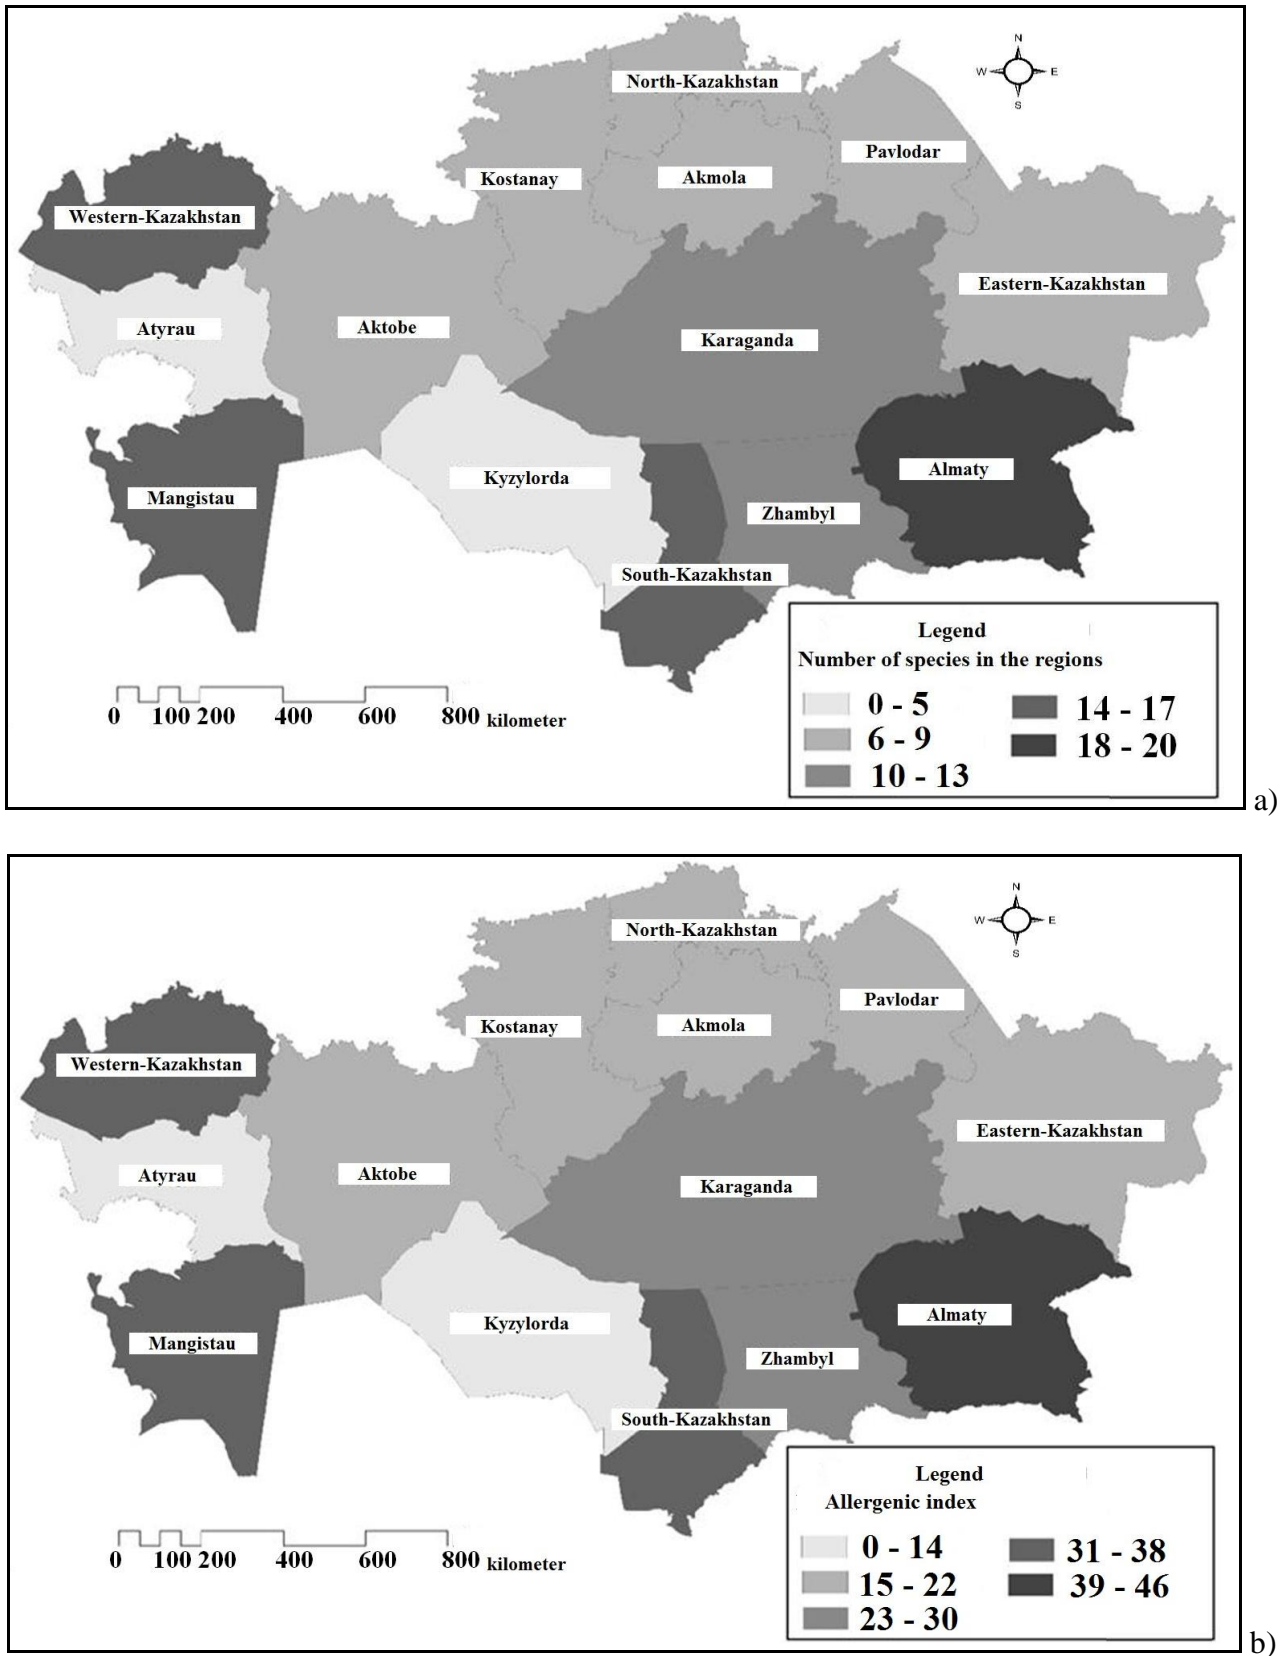 N
W E
S
North-Kazakhstan
Pavlodar
Kostanay
Akmola
Western-Kazakhstan
Eastern-Kazakhstan
Atyrau
Aktobe
Karaganda
Almaty
Kyzylorda
Mangistau
Zhambyl
South-Kazakhstan
Legend
Number of species in the regions
0 - 5
6 - 9
10 - 13
14 - 17
18 - 20
0 100 200 400 600 800 kilometer
a)
N
W E
S
North-Kazakhstan
Pavlodar
Kostanay
Akmola
Western-Kazakhstan
Eastern-Kazakhstan
Atyrau
Aktobe
Karaganda
Almaty
Kyzylorda
Mangistau
Zhambyl
South-Kazakhstan
Legend
Allergenic index
0 - 14
15 - 22
23 - 30
31 - 38
39 - 46
0 100 200 400 600 800 kilometer
b)